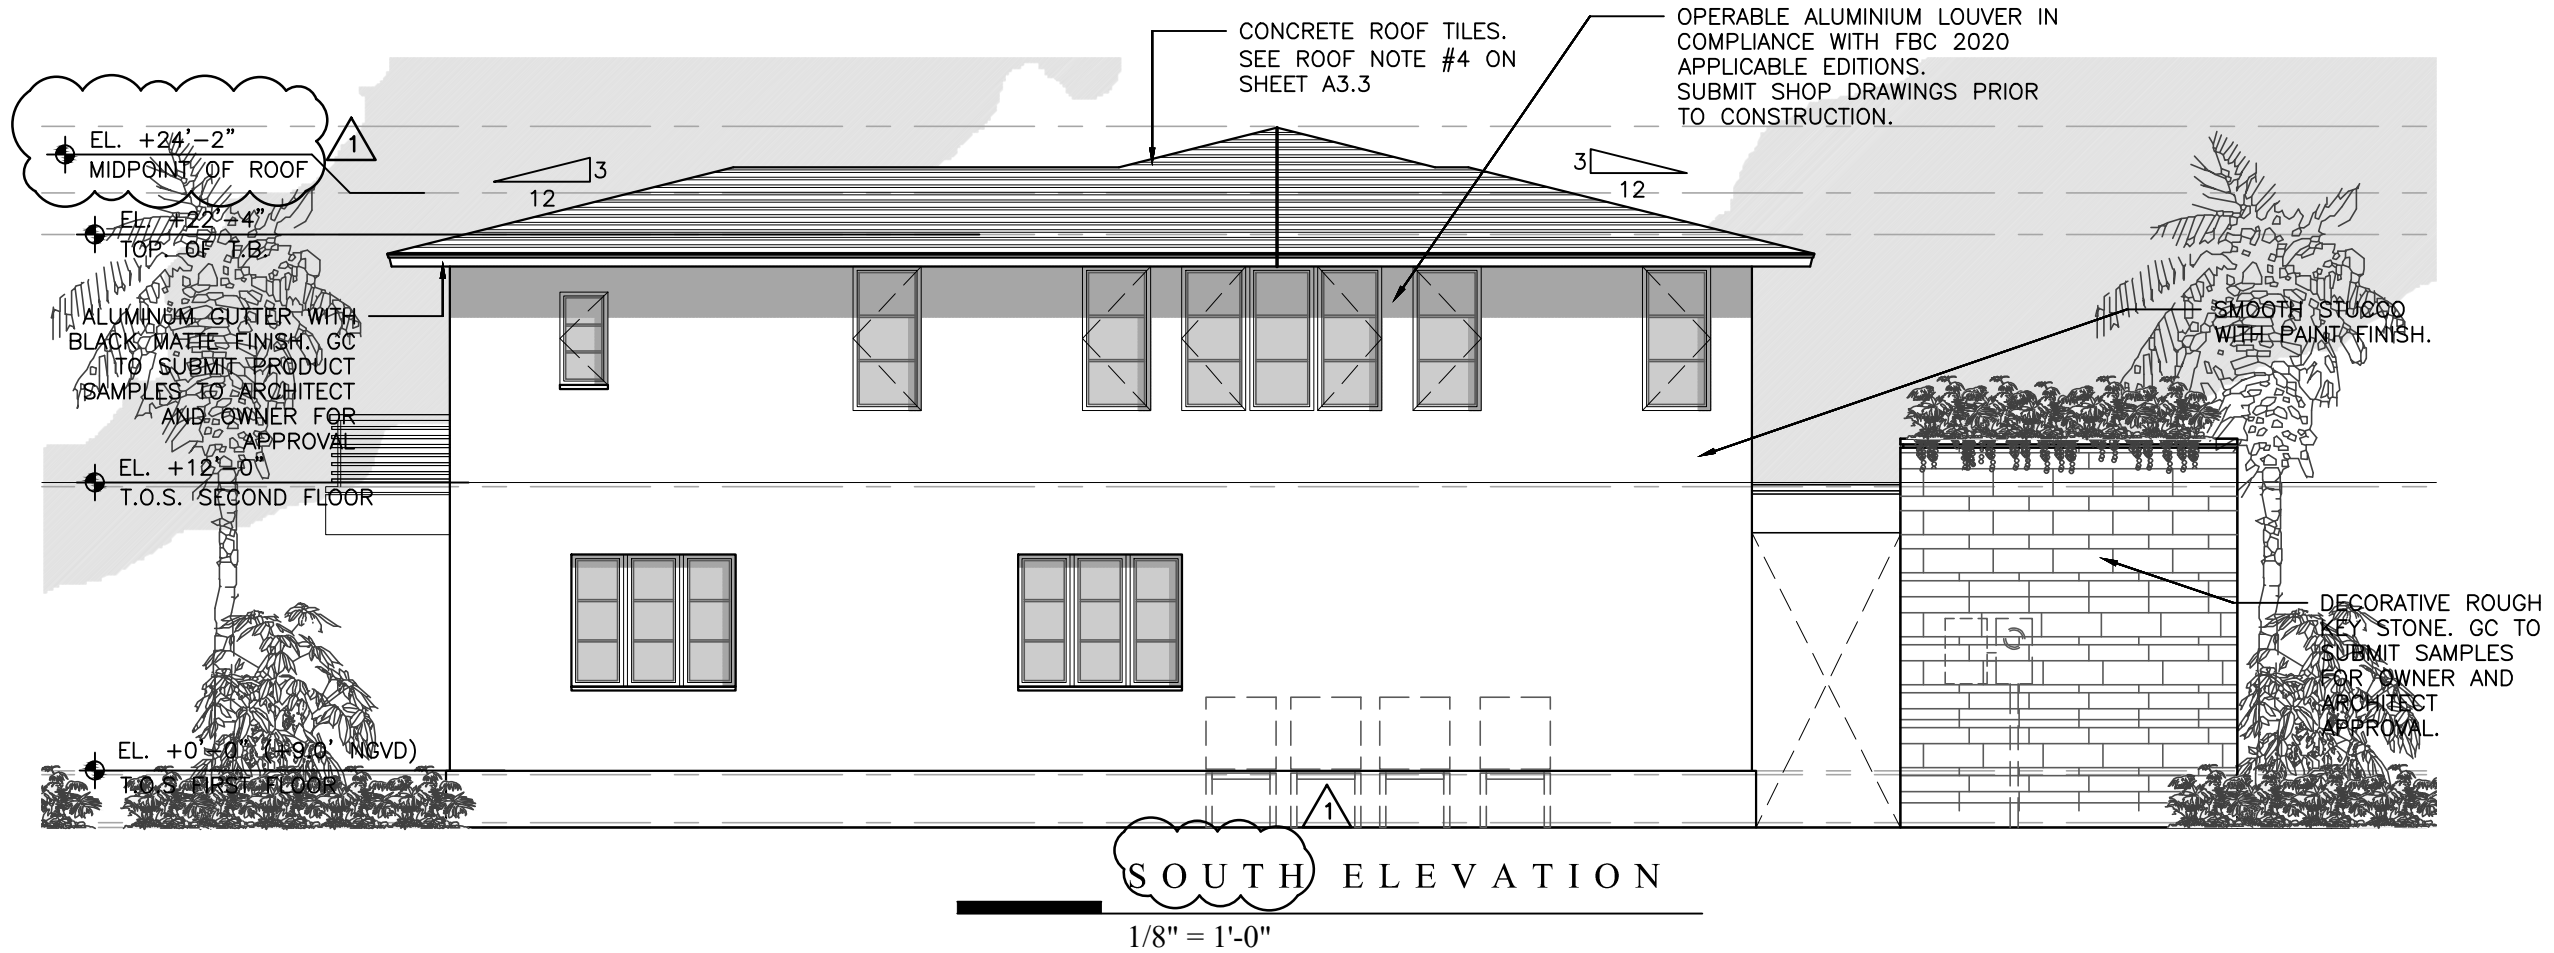 CONCRETE ROOF TILES.
SEE ROOF NOTE #4 ON
SHEET A3.3
OPERABLE ALUMINIUM LOUVER IN
COMPLIANCE WITH FBC 2020
APPLICABLE EDITIONS.
SUBMIT SHOP DRAWINGS PRIOR
TO CONSTRUCTION.
EL. +24'-2"
MIDPOINT OF ROOF
1
3
12
3
12
EL. +22'-4"
TOP. OF T.B.
ALUMINUM GUTTER WITH
BLACK MATTE FINISH. GC
TO SUBMIT PRODUCT
SAMPLES TO ARCHITECT
AND OWNER FOR
APPROVAL
SMOOTH STUCCO
WITH PAINT FINISH.
EL. +12'-0"
T.O.S. SECOND FLOOR
DECORATIVE ROUGH
KEY STONE. GC TO
SUBMIT SAMPLES
FOR OWNER AND
ARCHITECT
APPROVAL.
EL. +0'-0" (+9.0' NGVD)
T.O.S FIRST FLOOR
1
SOUTH ELEVATION
1/8" = 1'-0"